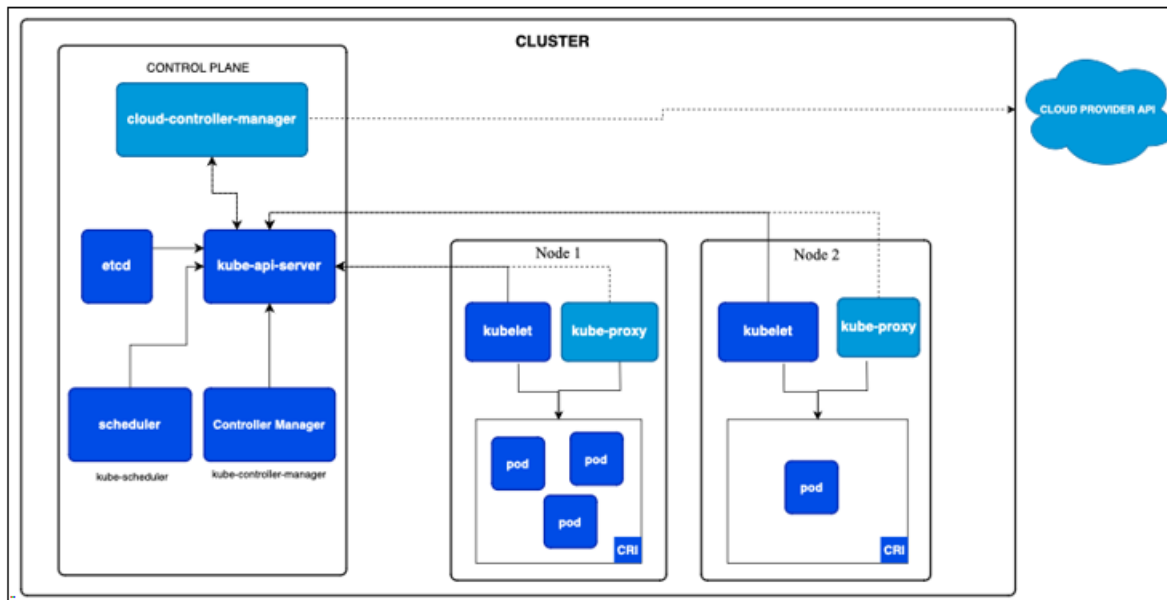 CLUSTER
CONTROL PLANE
cloud-controller-manager
CLOUD PROVIDER API
etcd
kube-api-server
scheduler
kube-scheduler
Controller Manager
kube-controller-manager
Node 1
kubelet
kube-proxy
pod
pod
pod
CRI
Node 2
kubelet
kube-proxy
pod
CRI